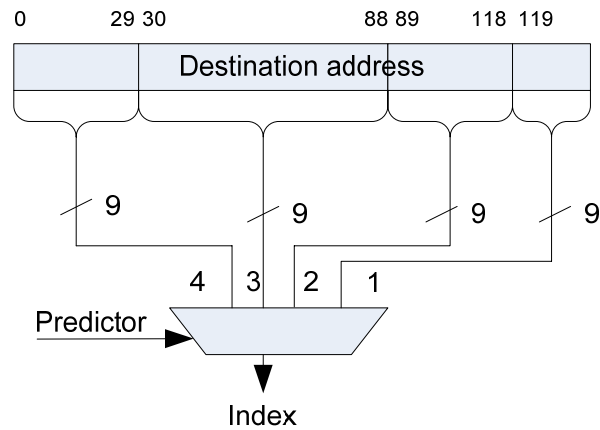 0 29 30 88 89 118 119
Destination address
9 9 9 9
4 3 2 1
Predictor
Index